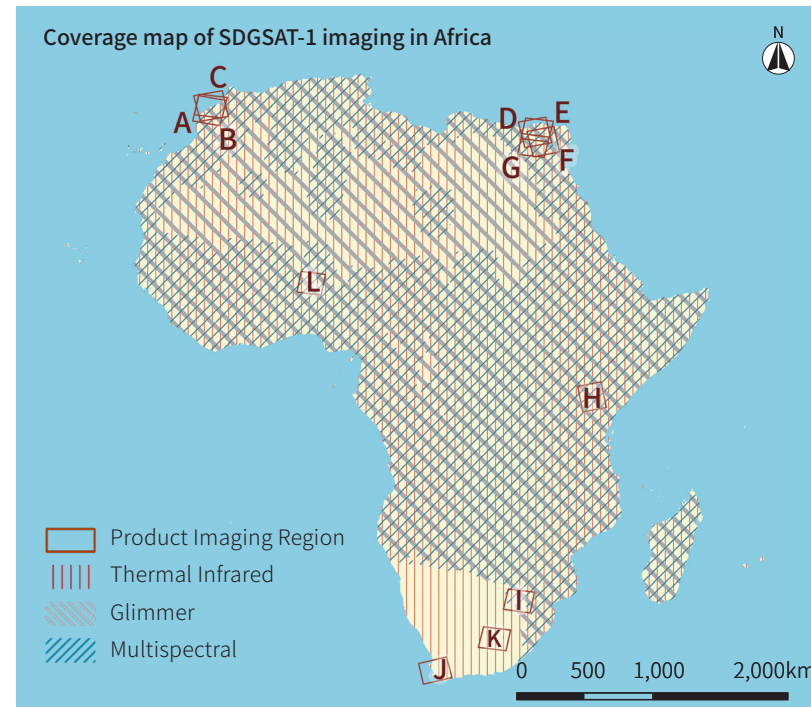 Coverage map of SDGSAT-1 imaging in Africa
N
C
A
B
D
E
G
F
L
H
I
K
J
Product Imaging Region
Thermal Infrared
Glimmer
Multispectral
0 500 1,000 2,000km